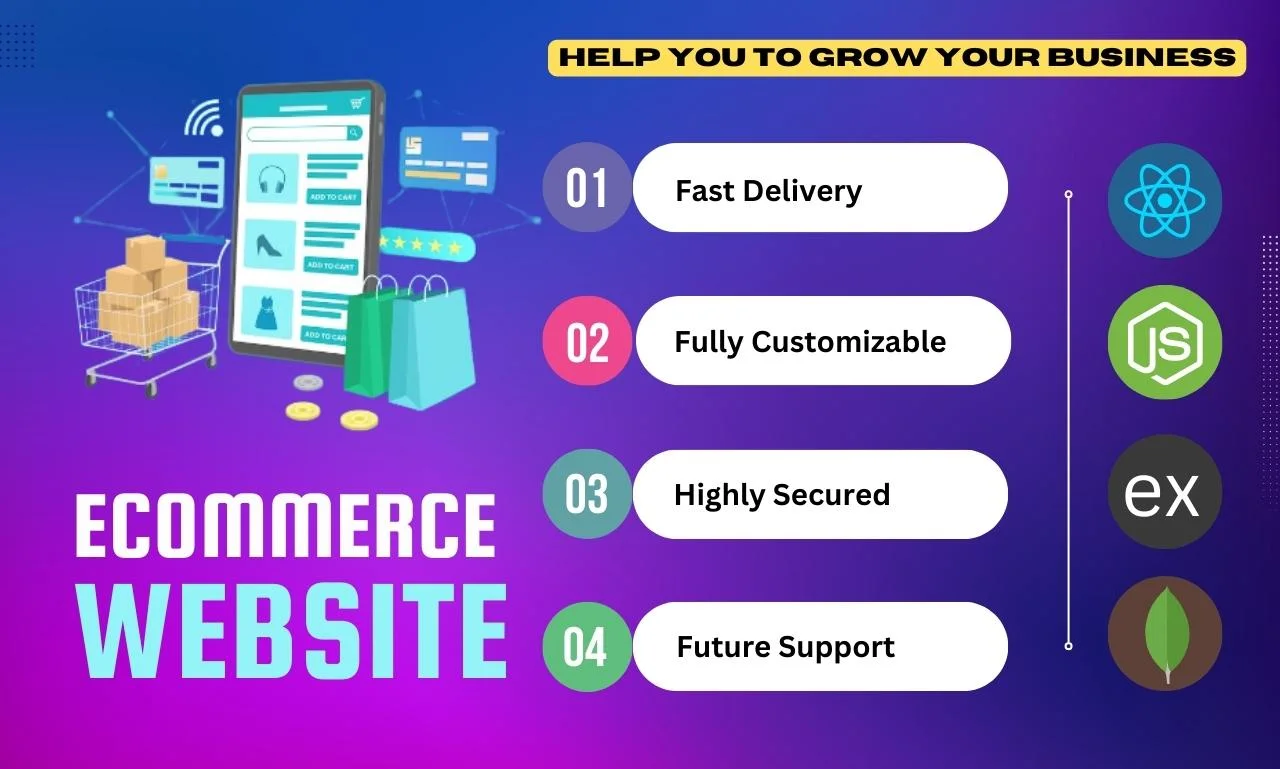 HELP YOU TO GROW YOUR BUSINESS
ADD TO CART
ADD TO CART
ADD TO CAR
ECOMMERCE
WEBSITE
01 Fast Delivery
02 Fully Customizable
03 Highly Secured
04 Future Support
JS
ex